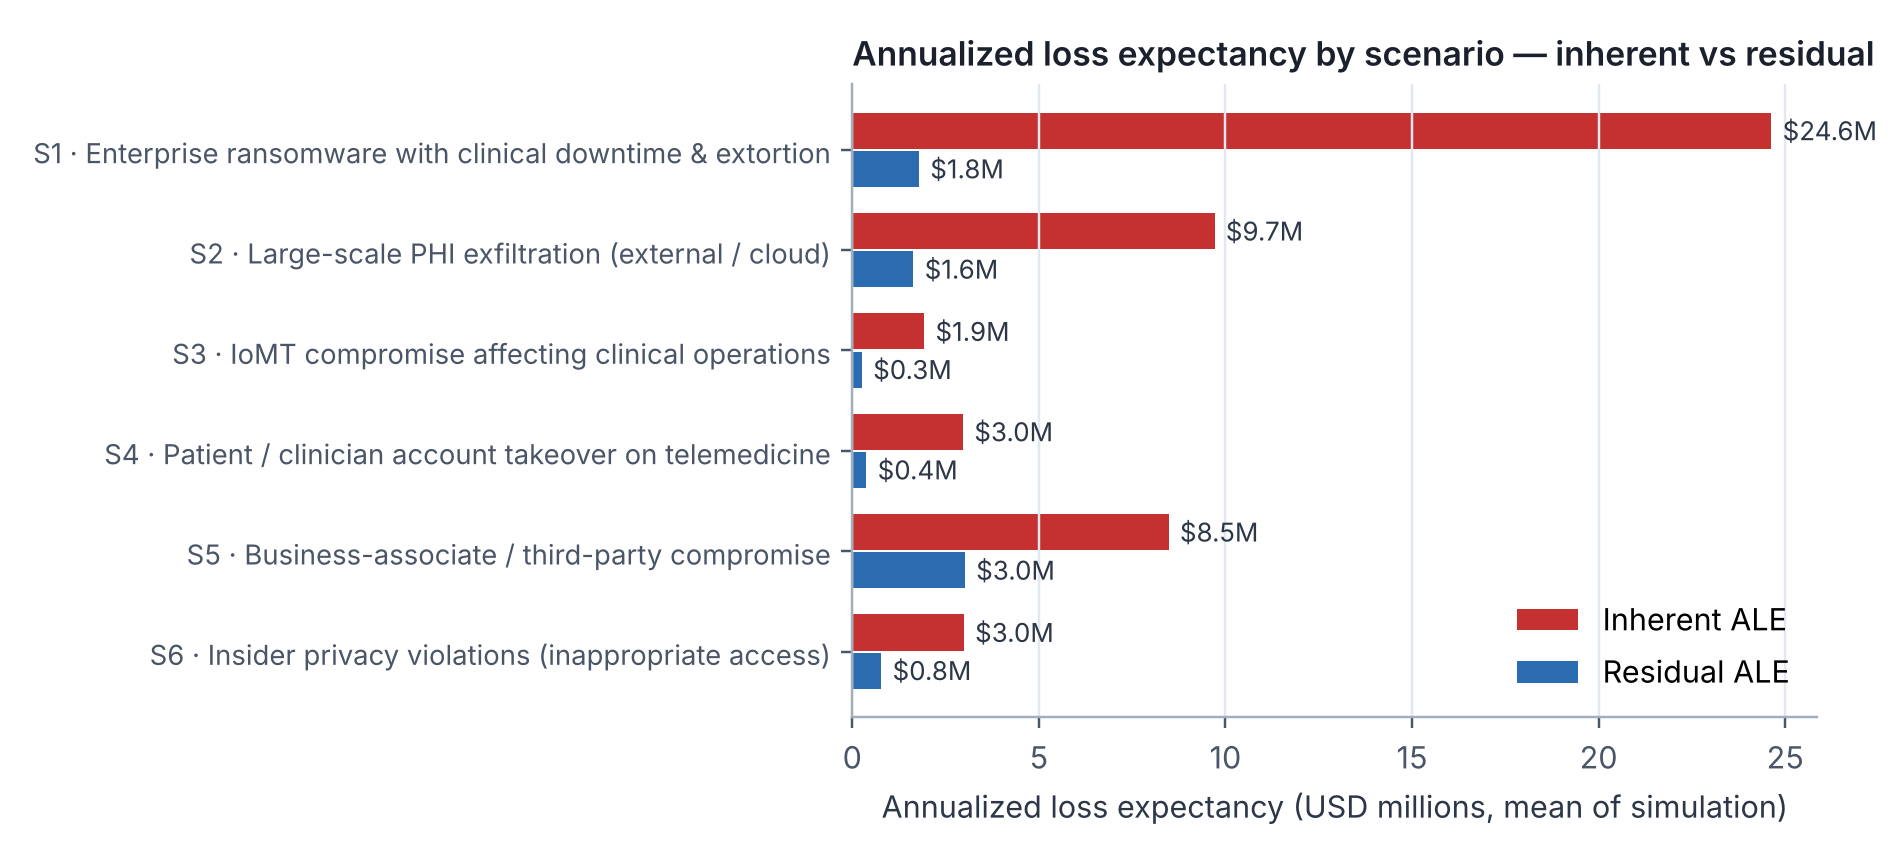 Annualized loss expectancy by scenario — inherent vs residual
S1 · Enterprise ransomware with clinical downtime & extortion
$24.6M
$1.8M
S2 · Large-scale PHI exfiltration (external / cloud)
$9.7M
$1.6M
S3 · IoMT compromise affecting clinical operations
$1.9M
$0.3M
S4 · Patient / clinician account takeover on telemedicine
$3.0M
$0.4M
S5 · Business-associate / third-party compromise
$8.5M
$3.0M
S6 · Insider privacy violations (inappropriate access)
$3.0M
$0.8M
Inherent ALE
Residual ALE
0 5 10 15 20 25
Annualized loss expectancy (USD millions, mean of simulation)